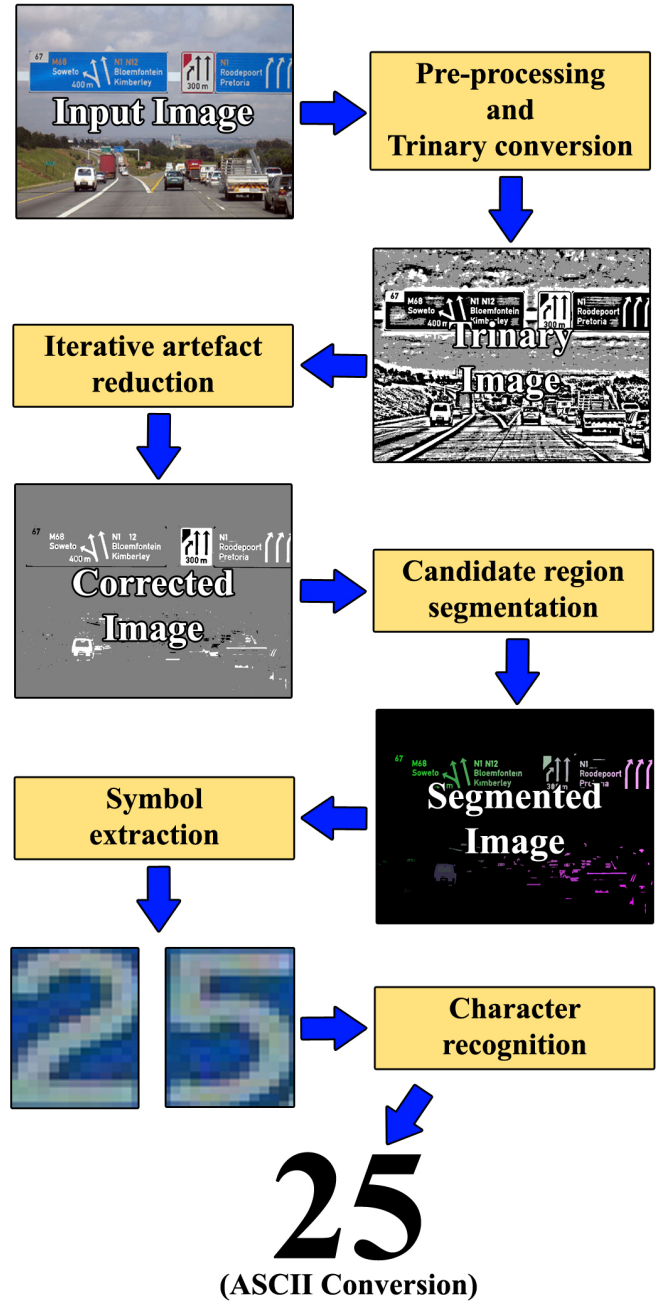 67
M68
Soweto
400 m
N1 N12
Bloemfontein
Kimberley
300 m
N1
Roodepoort
Pretoria
Input Image
Pre-processing
and
Trinary conversion
67
M68
Soweto
400 m
N1 N12
Bloemfontein
Kimberley
300 m
N1
Roodepoort
Pretoria
Trinary
Image
Iterative artefact
reduction
67
M68
Soweto
400 m
N1 12
Bloemfontein
Kimberley
300 m
N1
Roodepoort
Pretoria
Corrected
Image
Candidate region
segmentation
67
M68
Soweto
N1 N12
Bloemfontein
Kimberley
N1
Roodepoort
Pretoria
Segmented
Image
Symbol
extraction
2 5
Character
recognition
25
(ASCII Conversion)